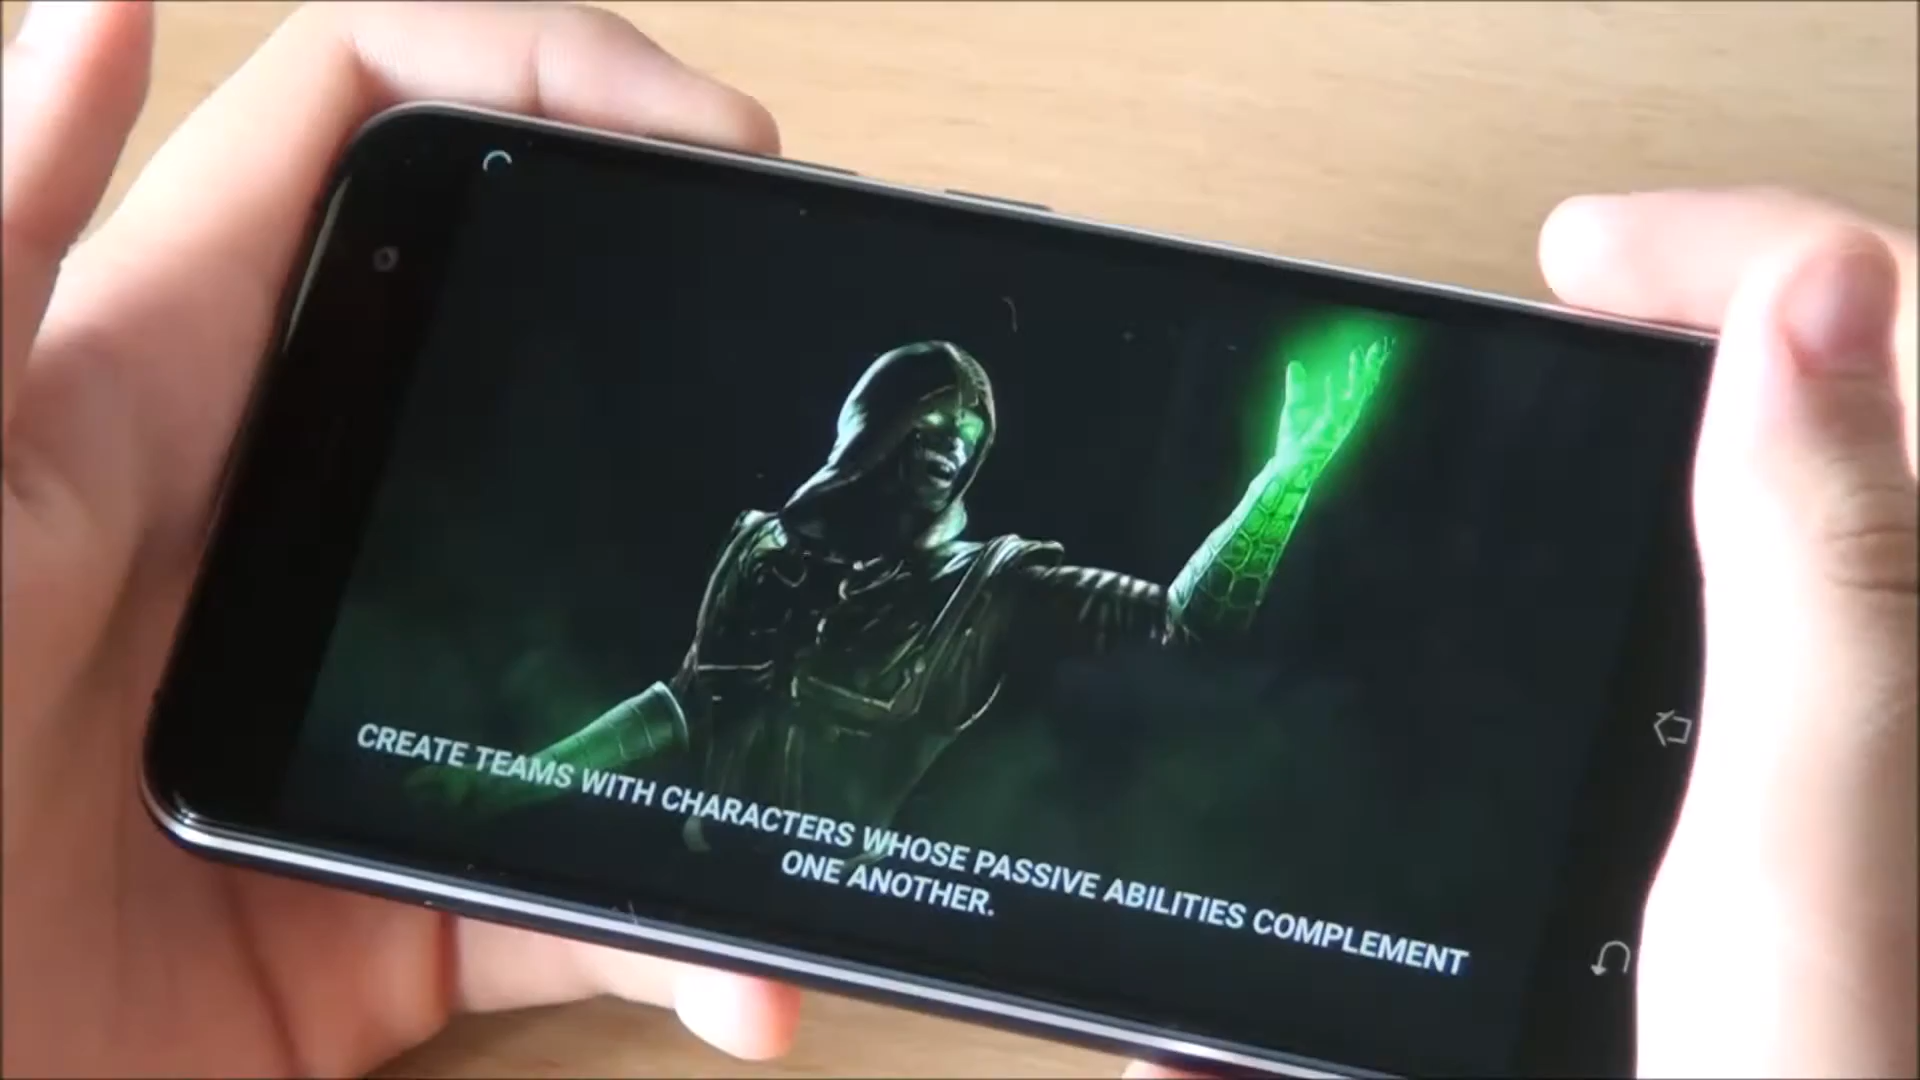 CREATE TEAMS WITH CHARACTERS WHOSE PASSIVE ABILITIES COMPLEMENT
ONE ANOTHER.